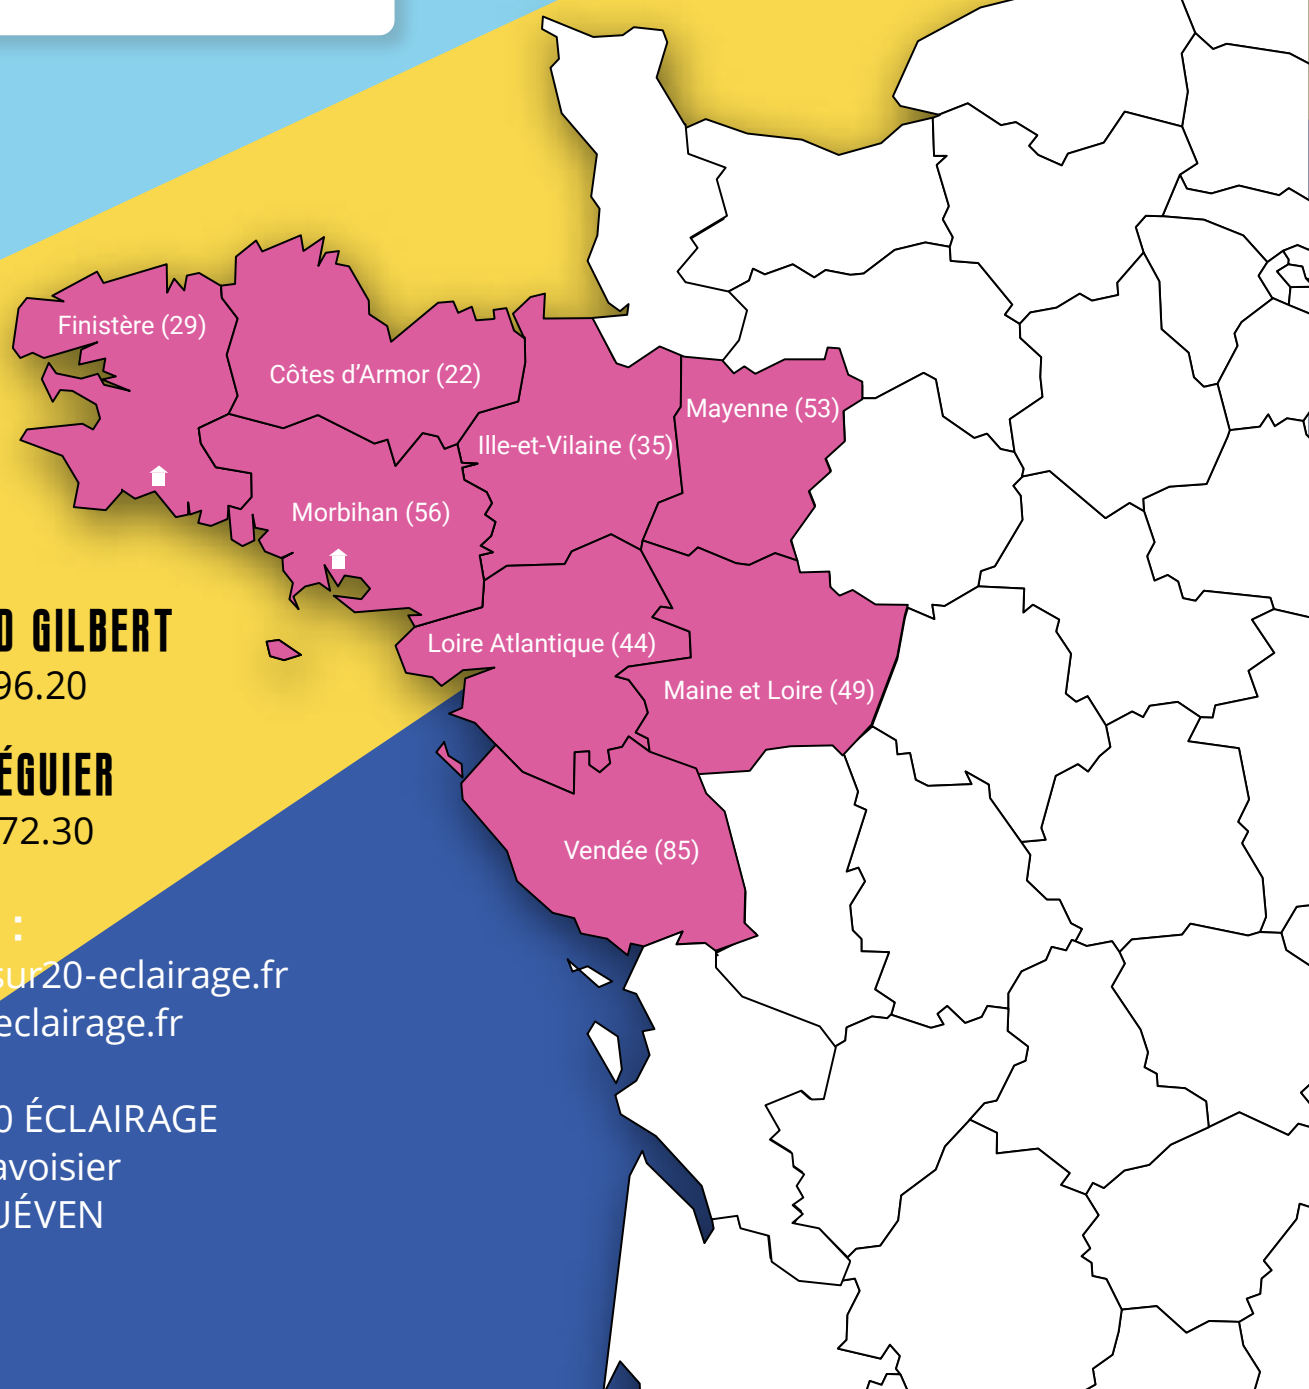 Finistère (29)
Côtes d’Armor (22)
Mayenne (53)
Ille-et-Vilaine (35)
Morbihan (56)
Loire Atlantique (44)
Maine et Loire (49)
Vendée (85)
D GILBERT
96.20
ÉGUIER
72.30
:
sur20-eclairage.fr
eclairage.fr
0 ÉCLAIRAGE
avoisier
UÉVEN